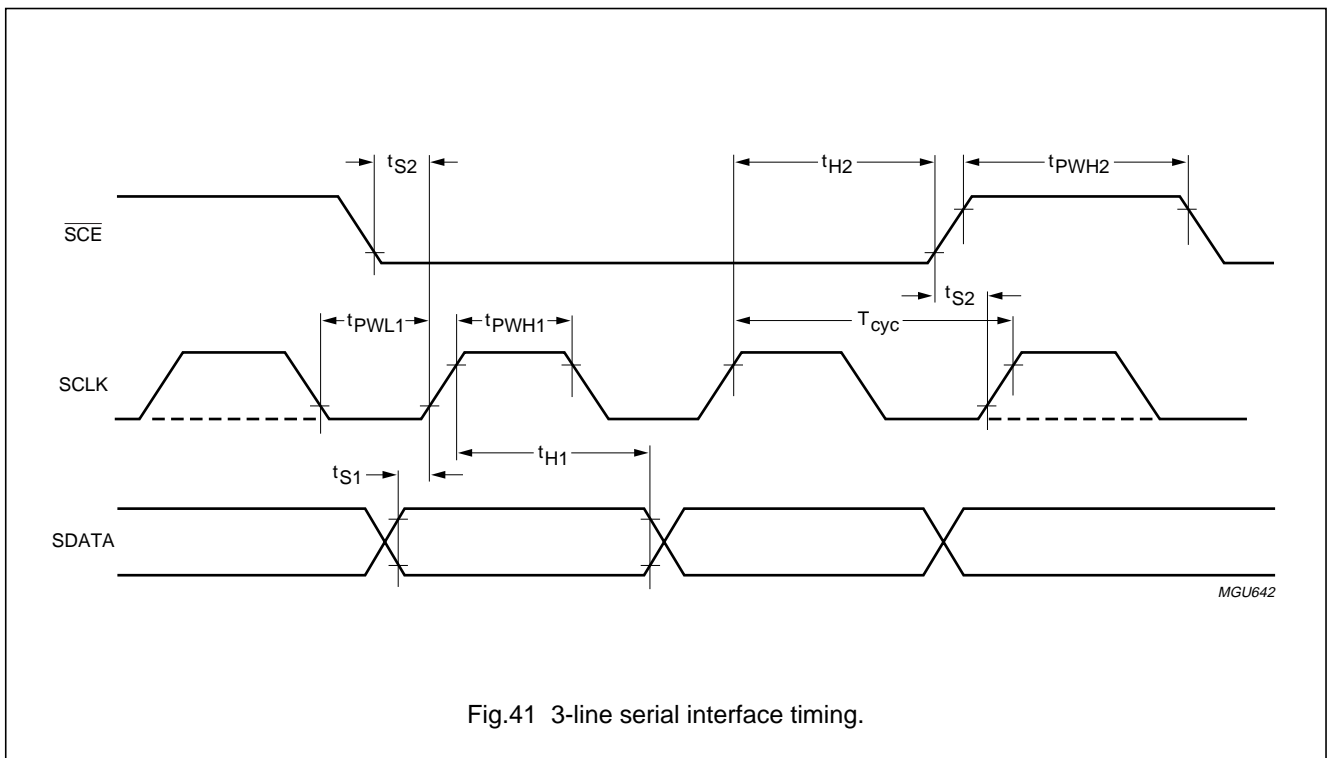 tS2
tH2
tPWH2
SCE
tS2
tPWL1
tPWH1
Tcyc
SCLK
tH1
tS1
SDATA
MGU642
Fig.41 3-line serial interface timing.